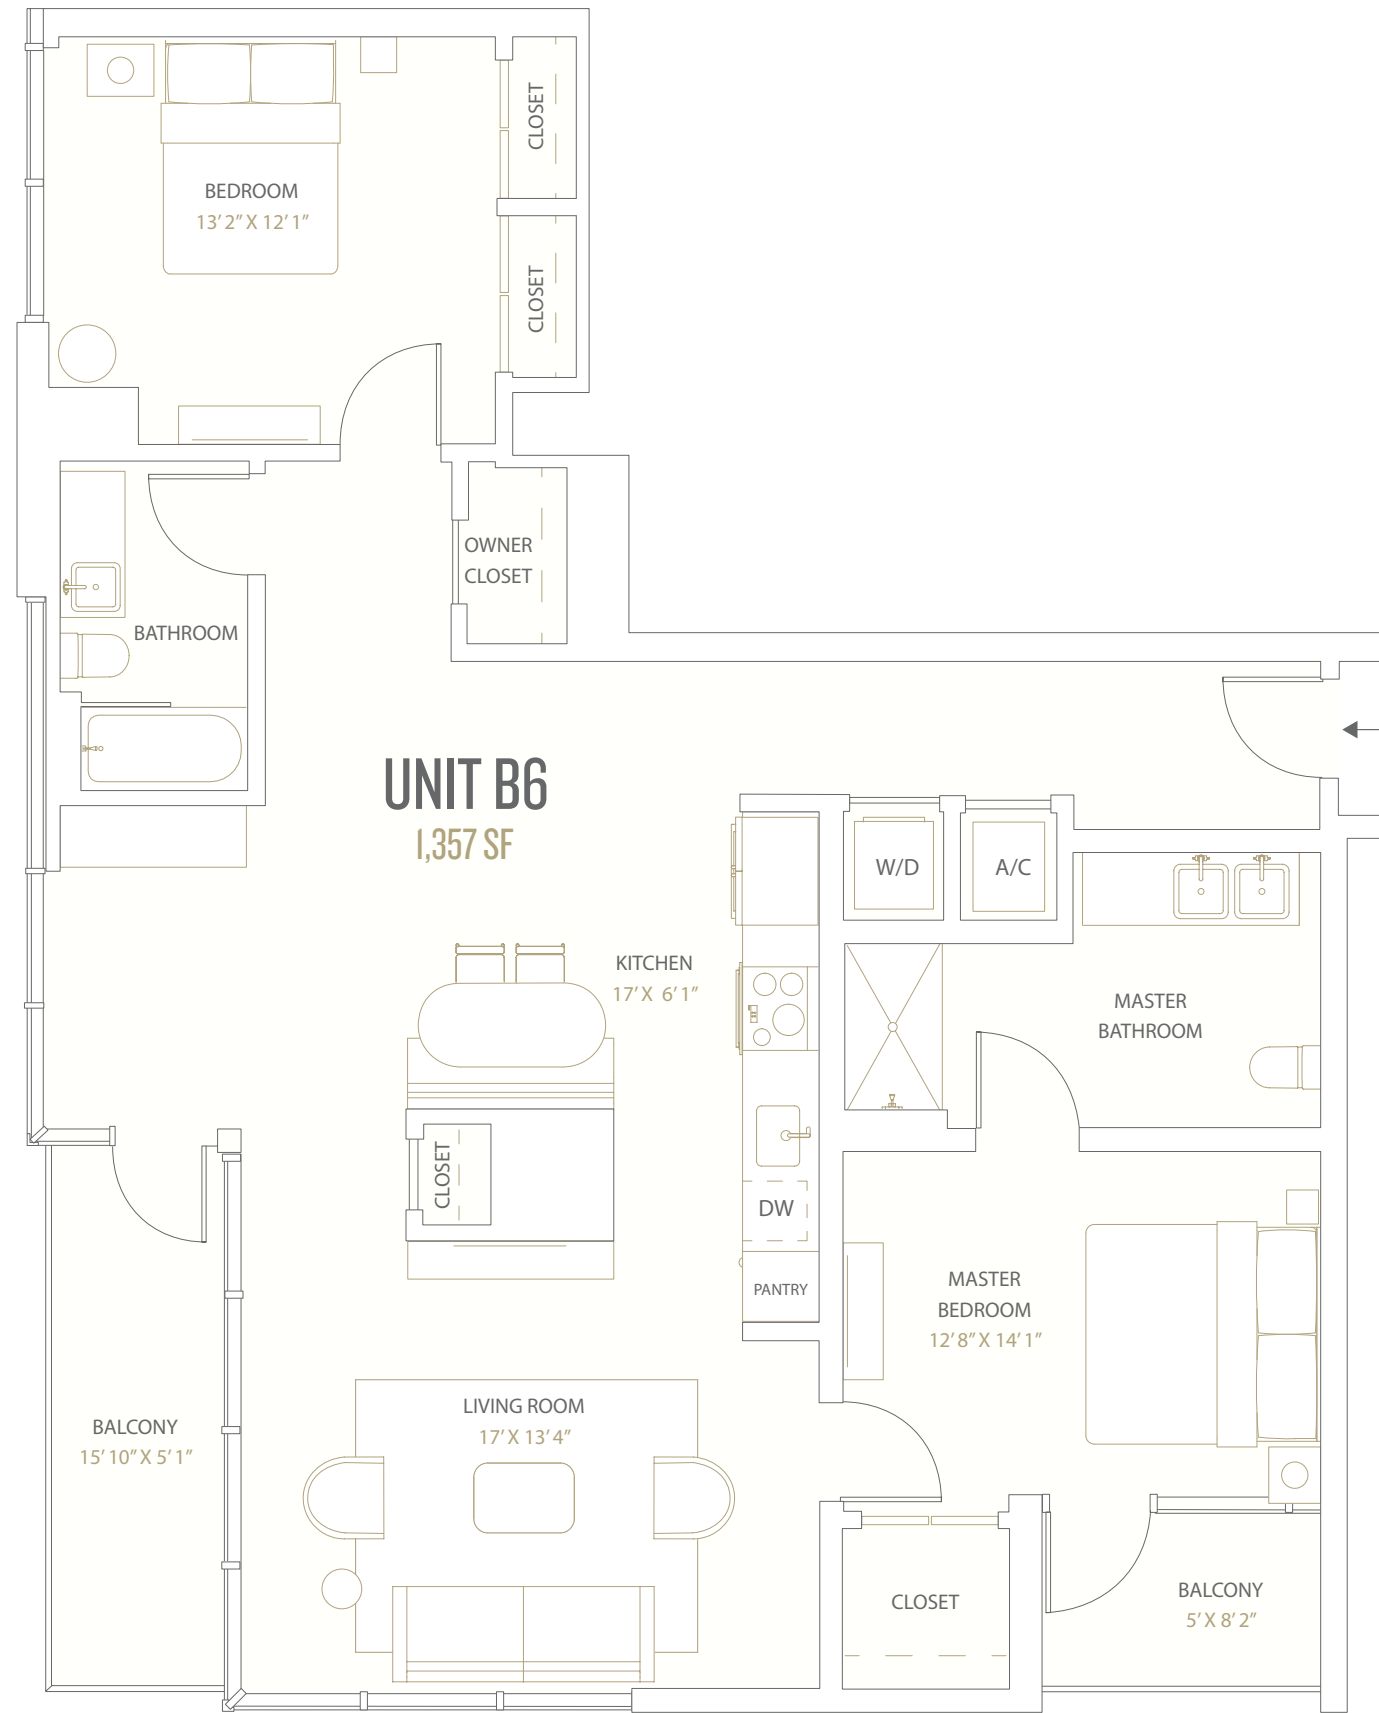 BEDROOM
13' 2" X 12' 1"
CLOSET
CLOSET
OWNER
CLOSET
BATHROOM
UNIT B6
1,357 SF
W/D
A/C
KITCHEN
17' X 6' 1"
MASTER
BATHROOM
CLOSET
DW
PANTRY
MASTER
BEDROOM
12' 8" X 14' 1"
LIVING ROOM
17' X 13' 4"
BALCONY
15' 10" X 5' 1"
CLOSET
BALCONY
5' X 8' 2"